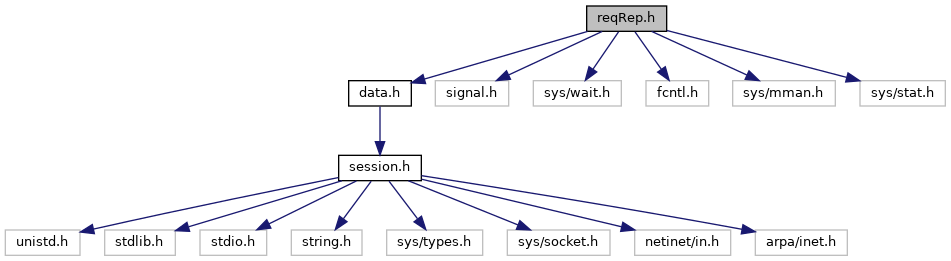 reqRep.h
data.h
signal.h
sys/wait.h
fcntl.h
sys/mman.h
sys/stat.h
session.h
unistd.h
stdlib.h
stdio.h
string.h
sys/types.h
sys/socket.h
netinet/in.h
arpa/inet.h